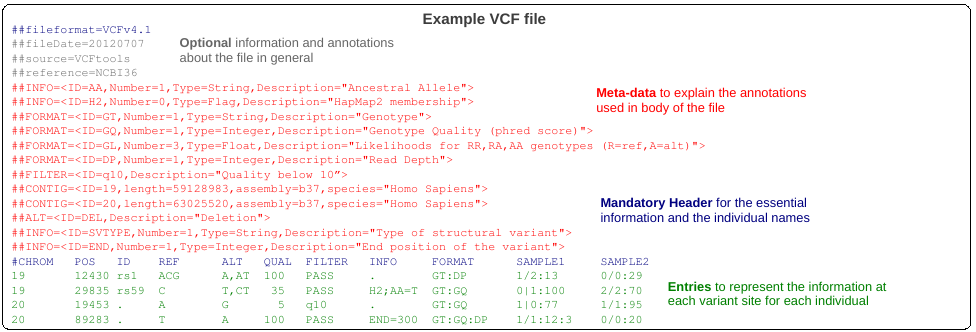 Example VCF file
##fileformat=VCFv4.1
##fileDate=20120707
##source=VCFtools
##reference=NCBI36
Optional information and annotations
about the file in general
##INFO=<ID=AA,Number=1,Type=String,Description="Ancestral Allele">
##INFO=<ID=H2,Number=0,Type=Flag,Description="HapMap2 membership">
##FORMAT=<ID=GT,Number=1,Type=String,Description="Genotype">
##FORMAT=<ID=GQ,Number=1,Type=Integer,Description="Genotype Quality (phred score)">
##FORMAT=<ID=GL,Number=3,Type=Float,Description="Likelihoods for RR,RA,AA genotypes (R=ref,A=alt)">
##FORMAT=<ID=DP,Number=1,Type=Integer,Description="Read Depth">
##FILTER=<ID=q10,Description="Quality below 10”>
##CONTIG=<ID=19,length=59128983,assembly=b37,species="Homo Sapiens">
##CONTIG=<ID=20,length=63025520,assembly=b37,species="Homo Sapiens">
##ALT=<ID=DEL,Description="Deletion">
##INFO=<ID=SVTYPE,Number=1,Type=String,Description="Type of structural variant">
##INFO=<ID=END,Number=1,Type=Integer,Description="End position of the variant">
Meta-data to explain the annotations
used in body of the file
Mandatory Header for the essential
information and the individual names
#CHROM POS ID REF ALT QUAL FILTER INFO FORMAT SAMPLE1 SAMPLE2
19 12430 rs1 ACG A,AT 100 PASS . GT:DP 1/2:13 0/0:29
19 29835 rs59 C T,CT 35 PASS H2;AA=T GT:GQ 0|1:100 2/2:70
20 19453 . A G 5 q10 . GT:GQ 1|0:77 1/1:95
20 89283 . T A 100 PASS END=300 GT:GQ:DP 1/1:12:3 0/0:20
Entries to represent the information at
each variant site for each individual